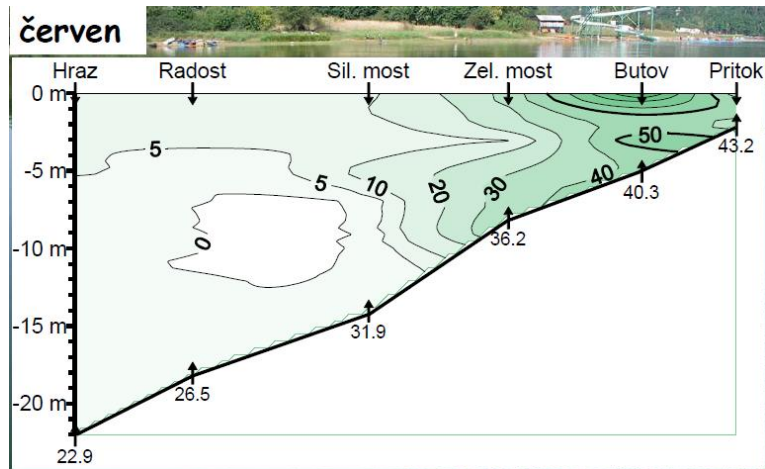 červen
Hraz Radost Sil. most Zel. most Butov Pritok
0 m
5
50
43.2
-5 m
5 10 20 30 40
40.3
0
36.2
-10 m
-15 m
31.9
26.5
-20 m
22.9